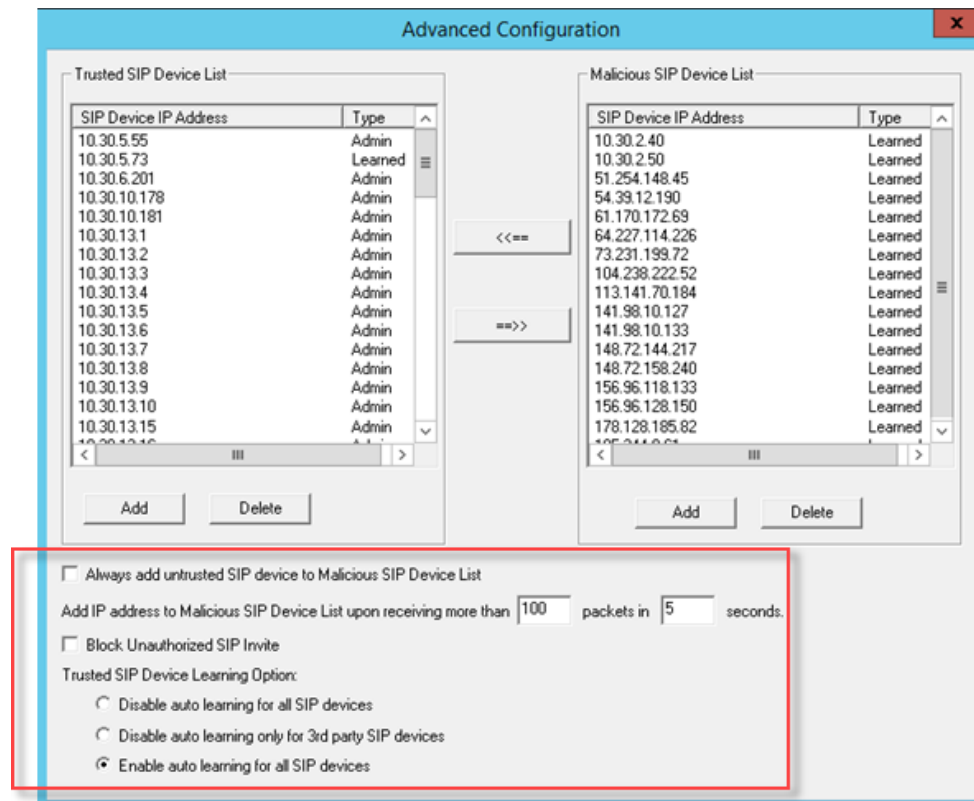 Advanced Configuration
x
Trusted SIP Device List
SIP Device IP Address Type
10.30.5.55 Admin
10.30.5.73 Learned
10.30.6.201 Admin
10.30.10.178 Admin
10.30.10.181 Admin
10.30.13.1 Admin
10.30.13.2 Admin
10.30.13.3 Admin
10.30.13.4 Admin
10.30.13.5 Admin
10.30.13.6 Admin
10.30.13.7 Admin
10.30.13.8 Admin
10.30.13.9 Admin
10.30.13.10 Admin
10.30.13.15 Admin
Add Delete
<<==
==>>
Malicious SIP Device List
SIP Device IP Address Type
10.30.2.40 Learned
10.30.2.50 Learned
51.254.148.45 Learned
54.39.12.190 Learned
61.170.172.69 Learned
64.227.114.226 Learned
73.231.199.72 Learned
104.238.222.52 Learned
113.141.70.184 Learned
141.98.10.127 Learned
141.98.10.133 Learned
148.72.144.217 Learned
148.72.158.240 Learned
156.96.118.133 Learned
156.96.128.150 Learned
178.128.185.82 Learned
Add Delete
Always add untrusted SIP device to Malicious SIP Device List
Add IP address to Malicious SIP Device List upon receiving more than 100 packets in 5 seconds.
Block Unauthorized SIP Invite
Trusted SIP Device Learning Option:
Disable auto learning for all SIP devices
Disable auto learning only for 3rd party SIP devices
Enable auto learning for all SIP devices